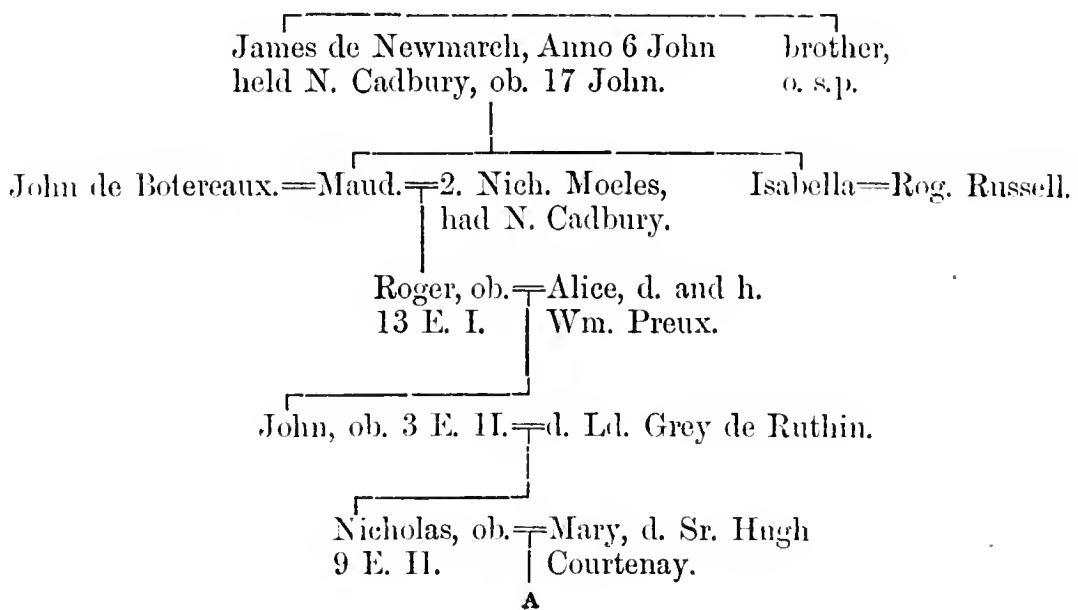 James de Newmarch, Anno 6 John brother,
held N. Cadbury, ob. 17 John. o. s.p.
John de Botereaux.=Maud.=2. Nich. Moeles, Isabella=Rog. Russell.
had N. Cadbury.
Roger, ob.=Alice, d. and h.
13 E. I. Wm. Preux.
John, ob. 3 E. II.=d. Ld. Grey de Ruthin.
Nicholas, ob.=Mary, d. Sr. Hugh
9 E. II. Courtenay.
A